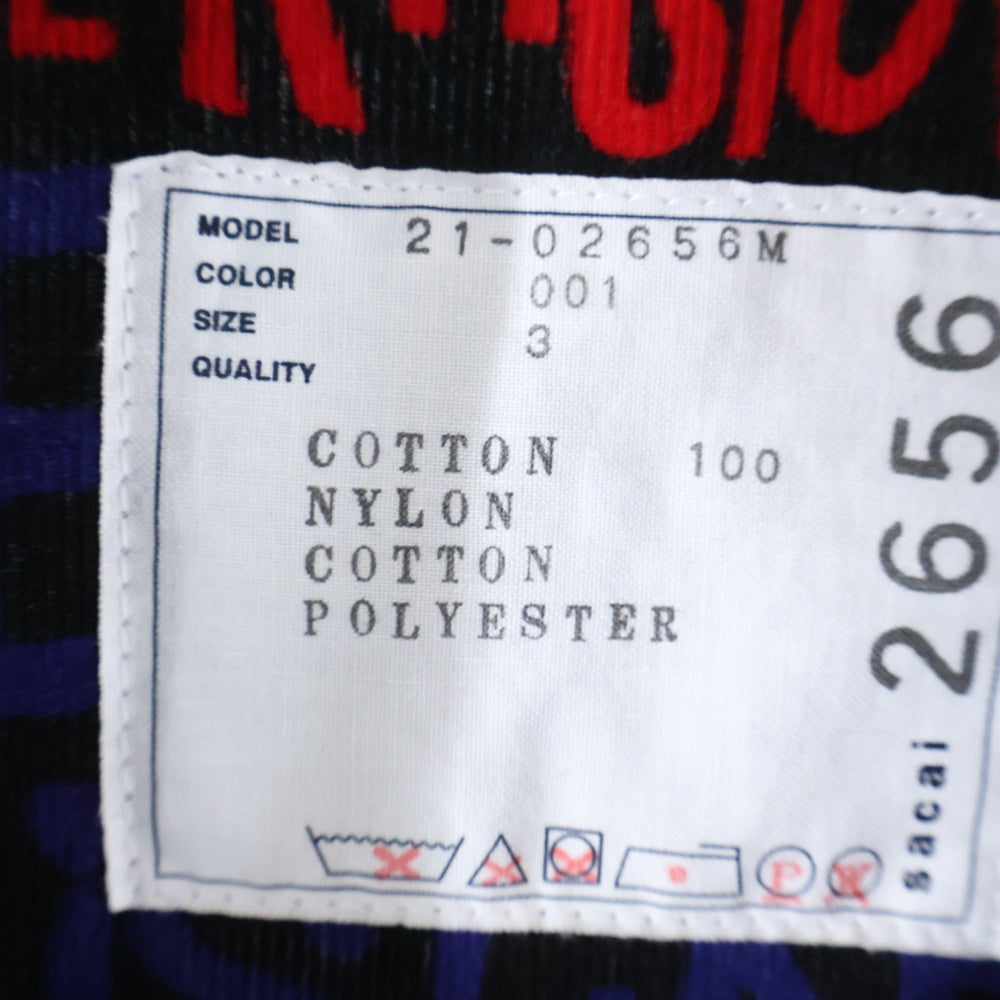 MODEL 21-02656M
COLOR 001
SIZE 3
QUALITY
COTTON 100
NYLON
COTTON
POLYESTER
P
sacai 2656